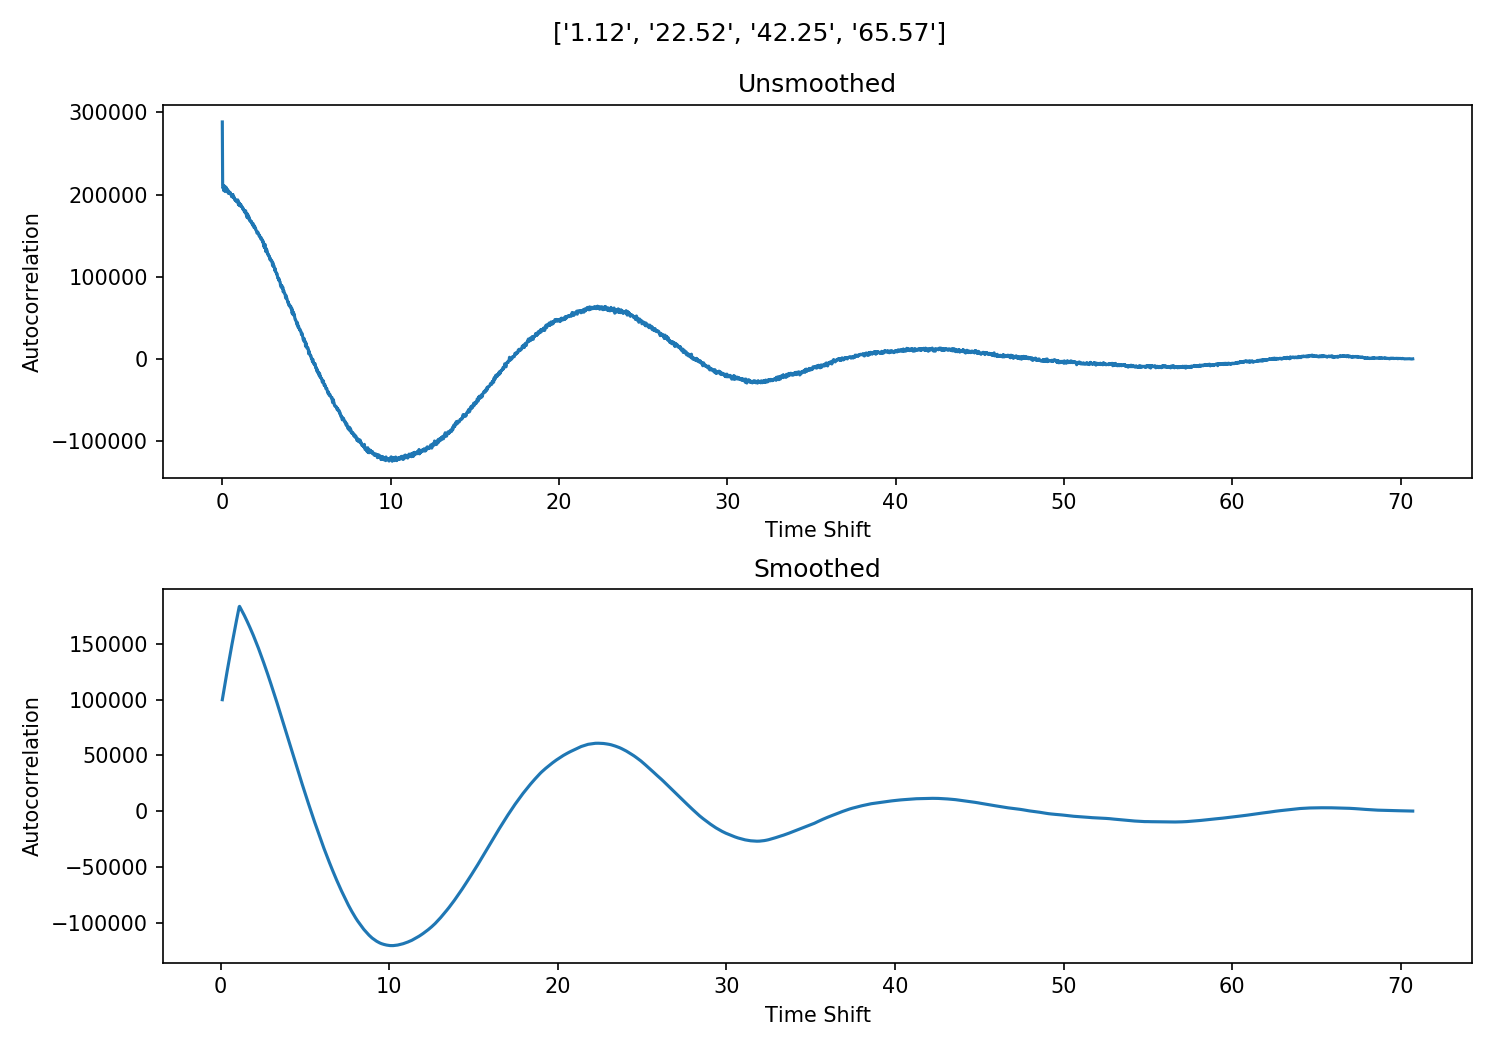 ['1.12', '22.52', '42.25', '65.57']
Unsmoothed
300000
200000
100000
0
−100000
Autocorrelation
0 10 20 30 40 50 60 70
Time Shift
Smoothed
150000
100000
50000
0
−50000
−100000
Autocorrelation
0 10 20 30 40 50 60 70
Time Shift